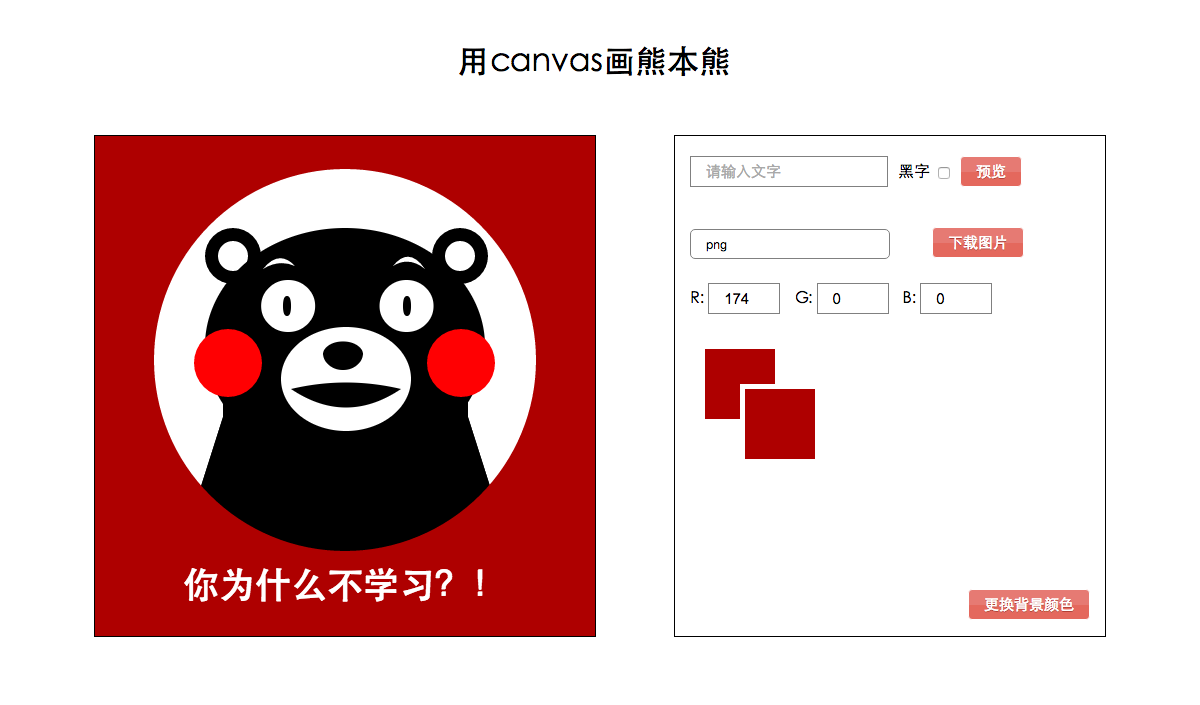 用canvas画熊本熊
你为什么不学习？！
请输入文字 黑字 预览
png 下载图片
R: 174 G: 0 B: 0
更换背景颜色